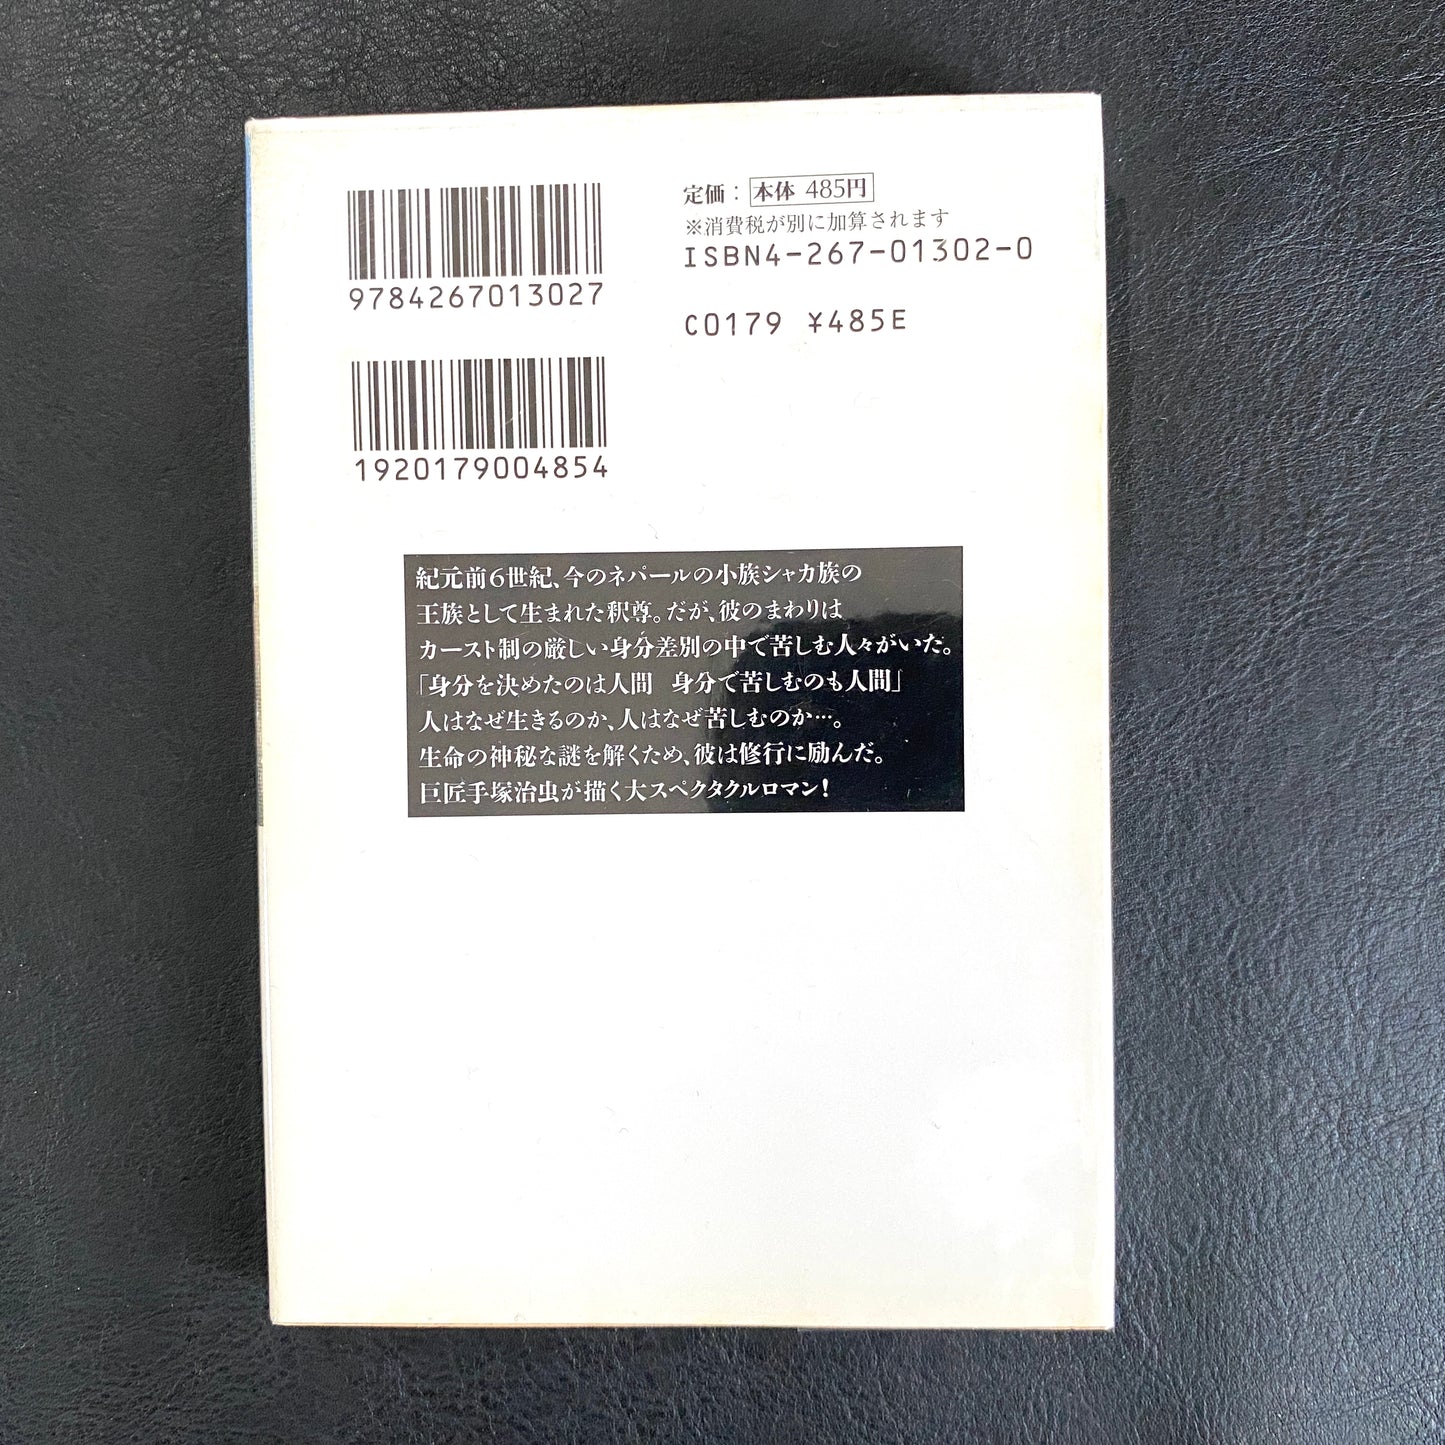 9784267013027
1920179004854
定価：本体 485円
※消費税が別に加算されます
ISBN4-267-01302-0
C0179 ¥485E
紀元前6世紀、今のネパールの小族シャカ族の
王族として生まれた釈尊。だが、彼のまわりは
カースト制の厳しい身分差別の中で苦しむ人々がいた。
「身分を決めたのは人間　身分で苦しむのも人間」
人はなぜ生きるのか、人はなぜ苦しむのか…。
生命の神秘な謎を解くため、彼は修行に励んだ。
巨匠手塚治虫が描く大スペクタクルロマン！